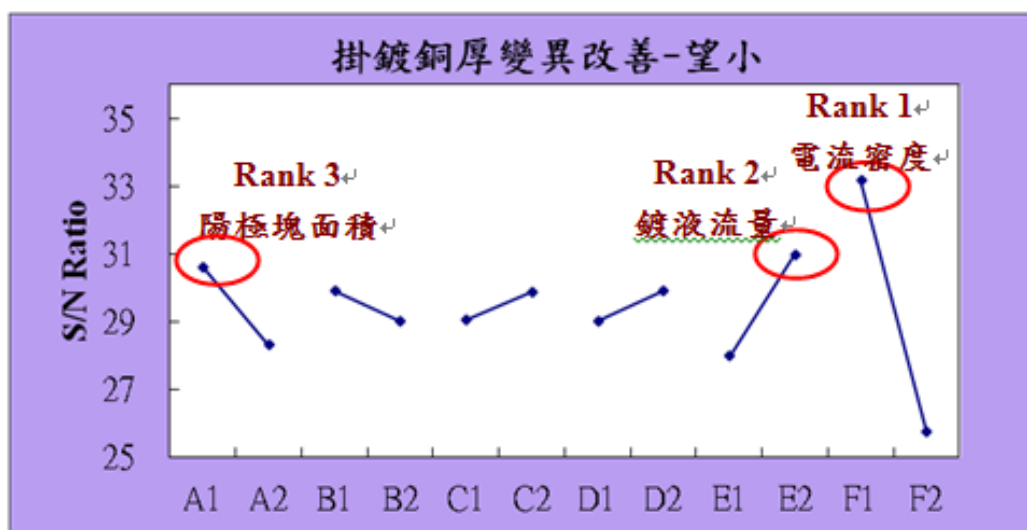 掛鍍銅厚變異改善-望小
S/N Ratio
35
33
31
29
27
25
Rank 3↵
陽極塊面積↵
Rank 2↵
鍍液流量↵
Rank 1↵
電流密度↵
A1 A2 B1 B2 C1 C2 D1 D2 E1 E2 F1 F2